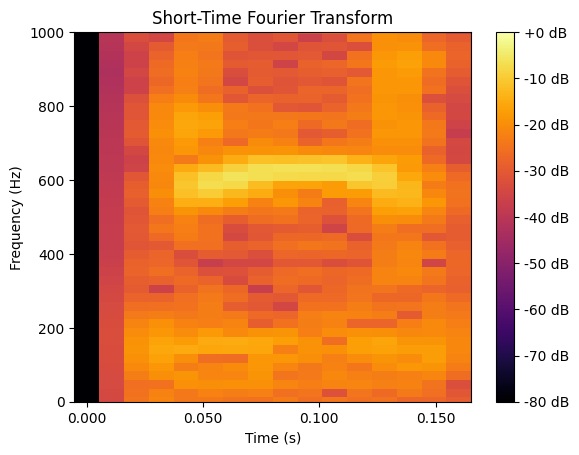 Short-Time Fourier Transform
1000
800
600
400
200
0
Frequency (Hz)
0.000
0.050
0.100
0.150
Time (s)
+0 dB
-10 dB
-20 dB
-30 dB
-40 dB
-50 dB
-60 dB
-70 dB
-80 dB